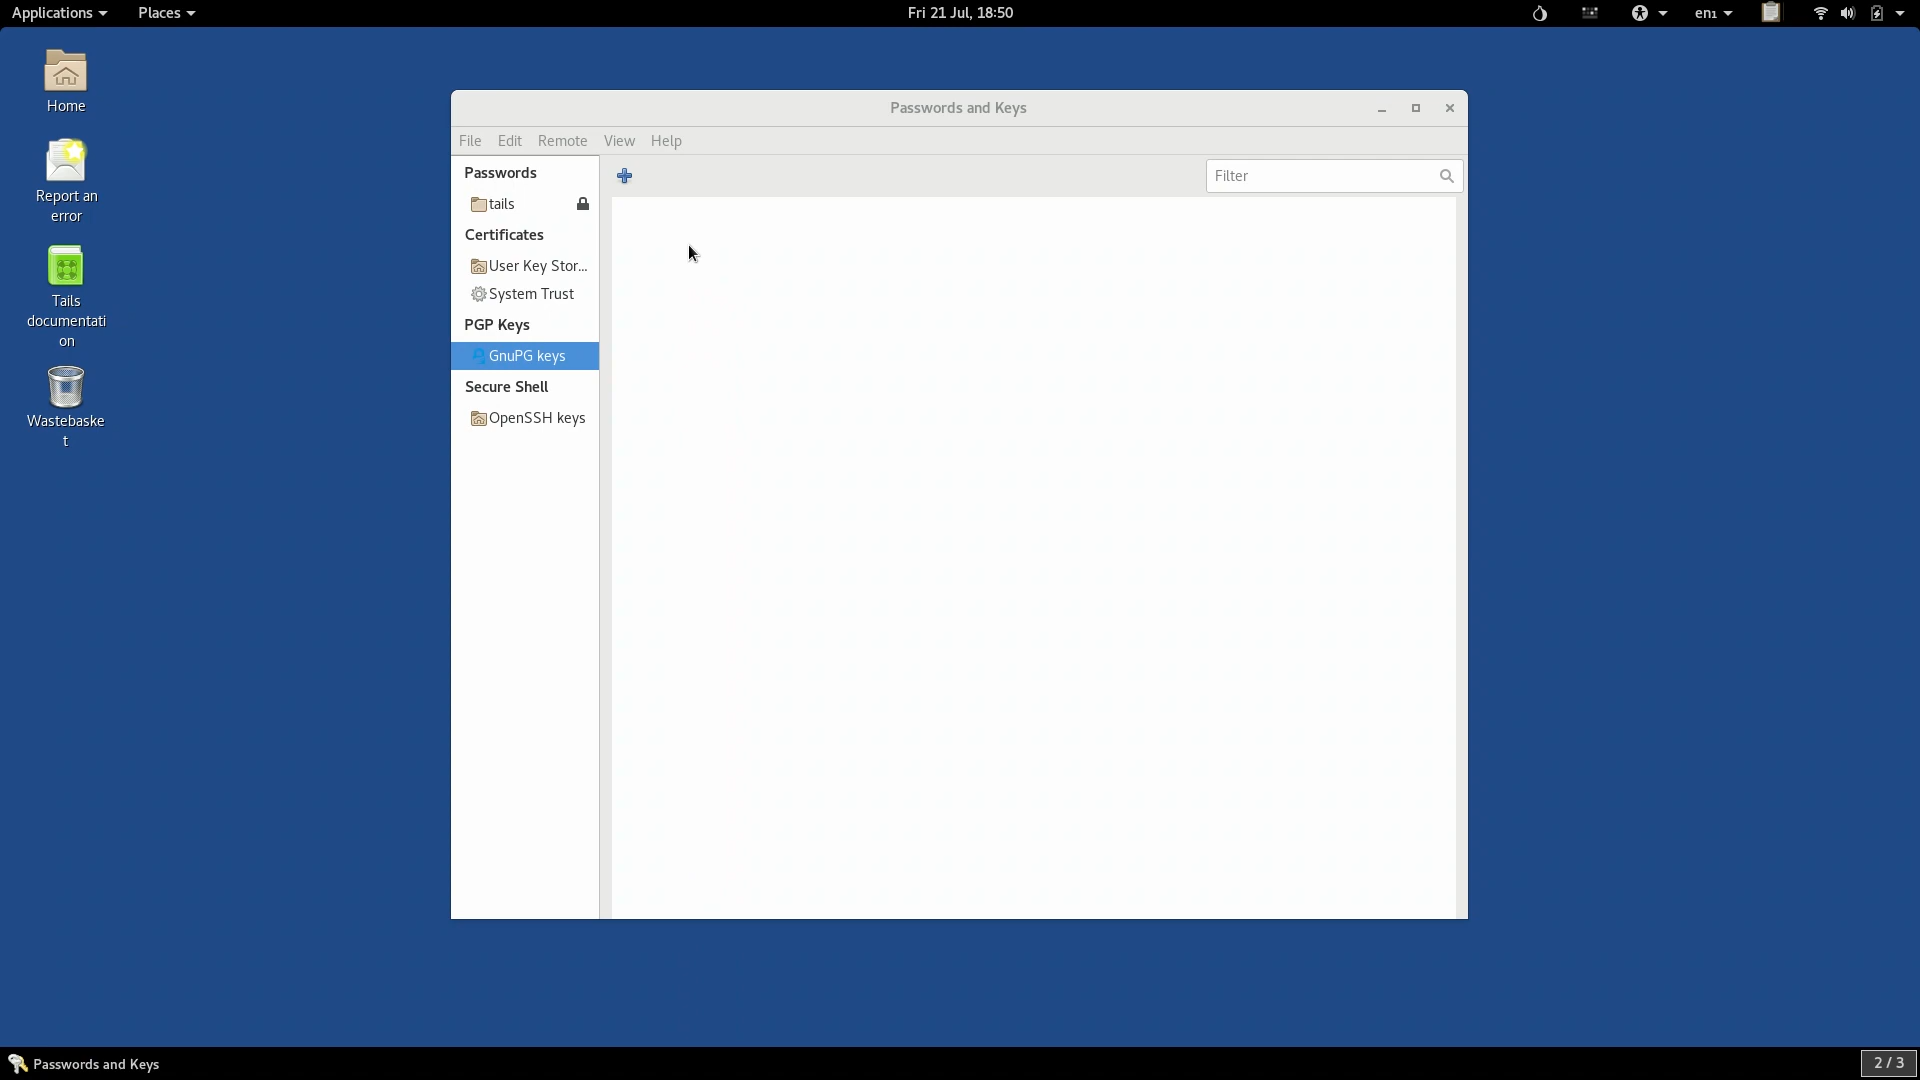 Applications Places Fri 21 Jul, 18:50 en1
Home
Report an
error
Tails
documentati
on
Wastebaske
t
Passwords and Keys
File Edit Remote View Help
Passwords
tails
Certificates
User Key Stor...
System Trust
PGP Keys
GnuPG keys
Secure Shell
OpenSSH keys
Filter
Passwords and Keys
2 / 3